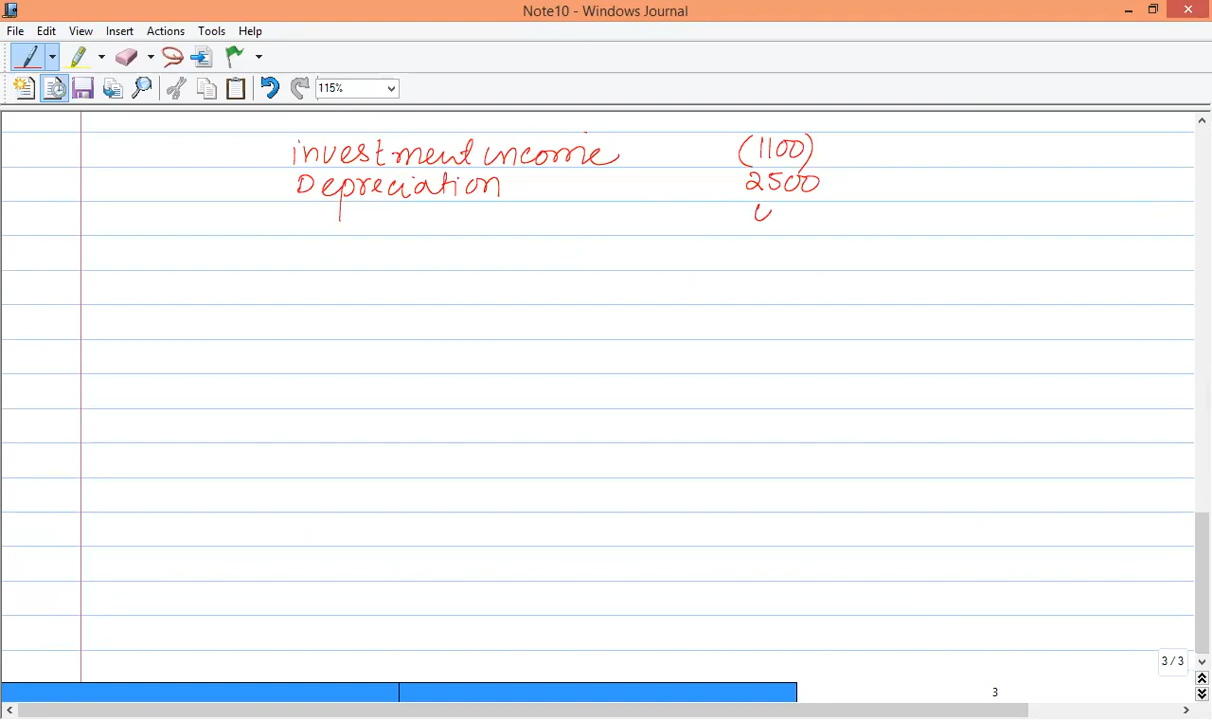 Note10 - Windows Journal
File Edit View Insert Actions Tools Help
115%
investment income (1100)
Depreciation 2500
3 / 3
3